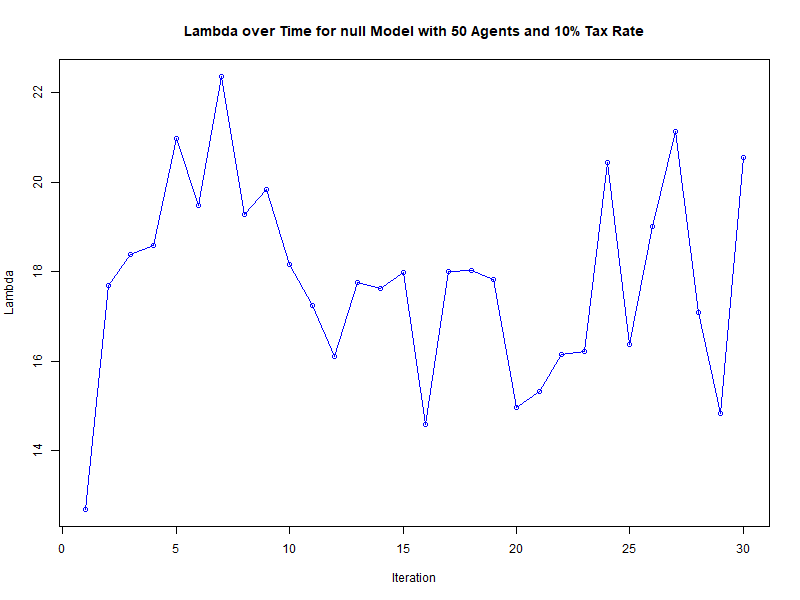 Lambda over Time for null Model with 50 Agents and 10% Tax Rate
22
20
18
16
14
Lambda
0 5 10 15 20 25 30
Iteration